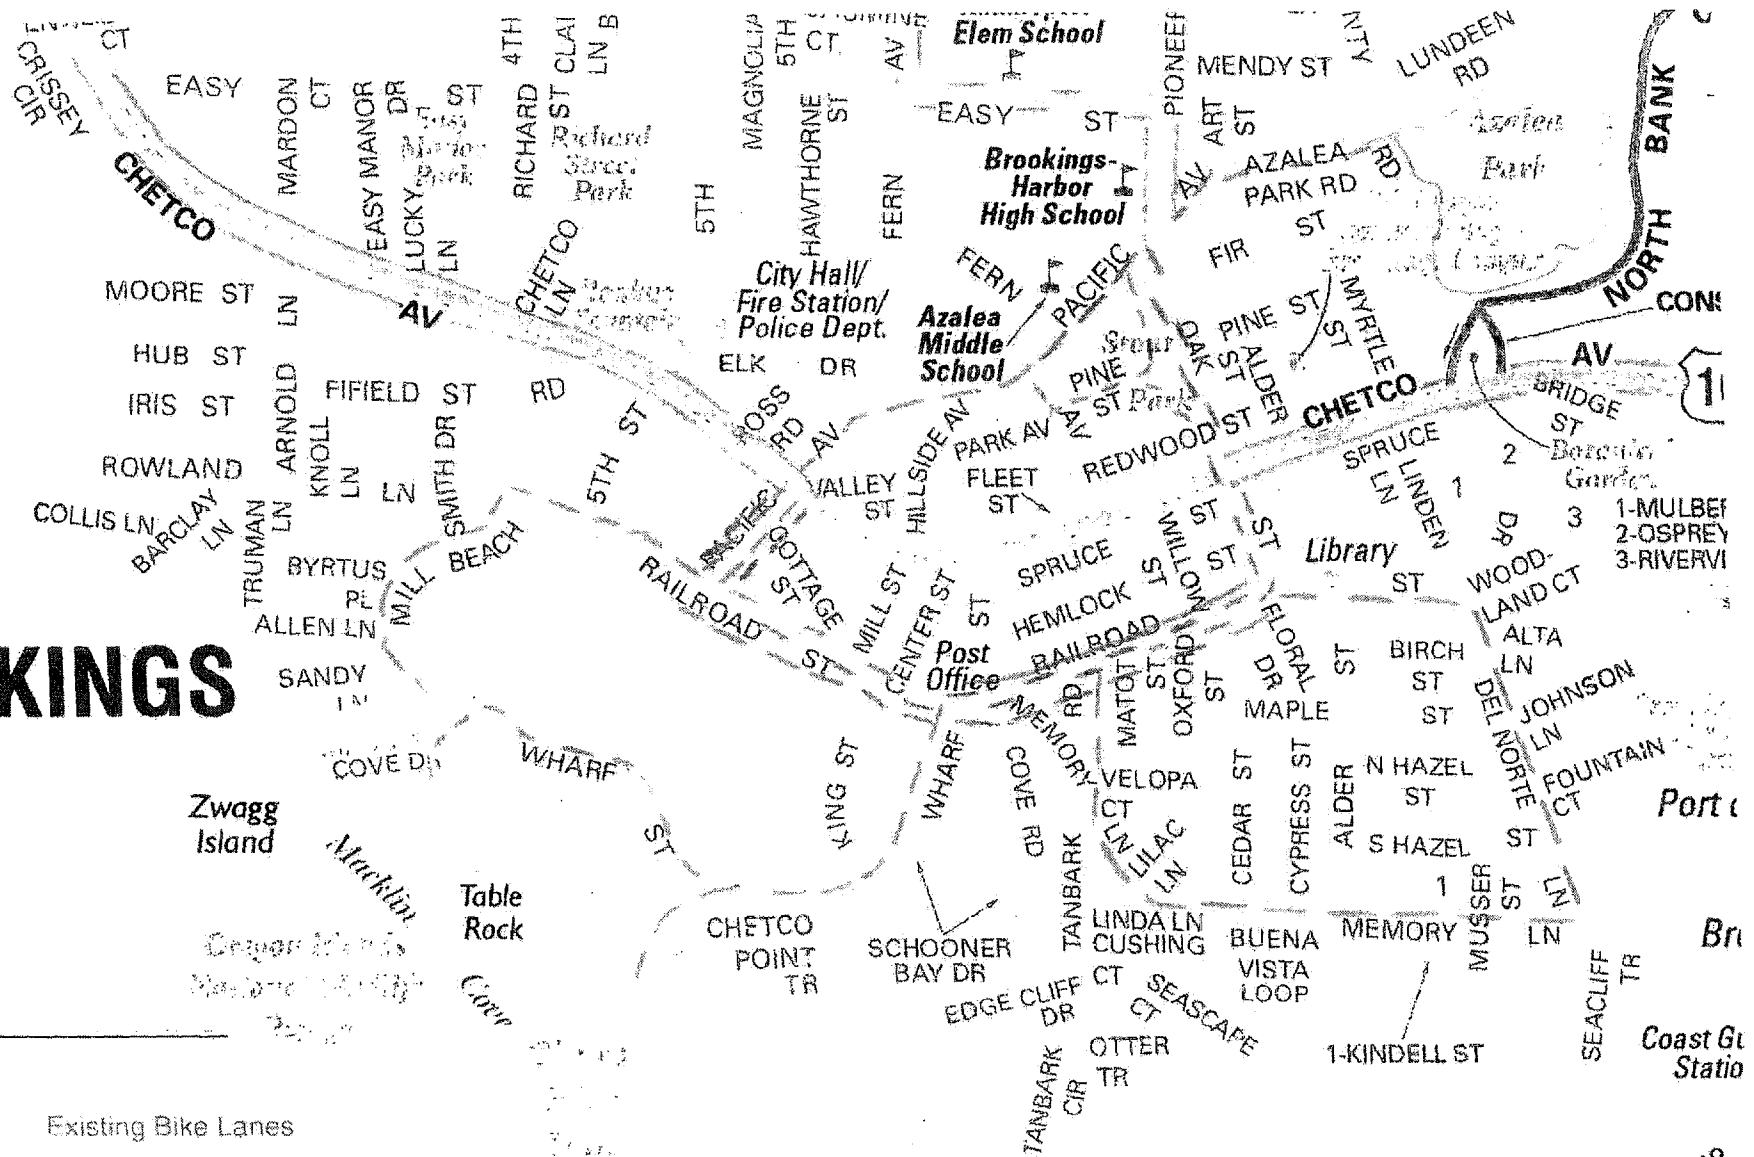 CT
CRISSEY
CIR
EASY
MARDON
CT
EASY MANOR
DR
ST
4TH
CLAI
LN
B
RICHARD
ST
Richard
Street
Park
Park
LUCKY
LN
MAGNOLIA
5TH
CT
HAWTHORNE
ST
FERN
AV
5TH
Elem School
EASY
ST
PIONEER
AV
MENDY ST
ART
ST
NTY
LUNDEEN
RD
Azalea
Park
AZALEA
PARK RD
RD
BANK
NORTH
Brookings-
Harbor
High School
CHETCO
AV
CHETCO
LN
MOORE ST
LN
HUB ST
IRIS ST
ARNOLD
FIFIELD ST
RD
City Hall/
Fire Station/
Police Dept.
ELK DR
FERN
PACIFIC
Azalea
Middle
School
FIR
ST
PINE ST
MYRTLE
ST
OAK
ST
ALDER
Stout
Park
PINE
ST
AV
CONS
AV
CHETCO
BRIDGE
ST
Garden
ROSS
RD
AV
HILLSIDE AV
PARK AV
FLEET
ST
REDWOOD ST
SPRUCE
LN
LINDEN
1
2
3
DR
1-MULBER
2-OSPREY
3-RIVERVI
ROWLAND
KNOLL
LN
LN
SMITH DR
5TH
ST
COLLIS LN
BARCLAY
LN
TRUMAN
LN
BYRTUS
PL
MILL BEACH
ALLEN LN
SANDY
LN
PACIFIC
VALLEY
ST
COTTAGE
ST
RAILROAD
ST
MILL ST
CENTER ST
ST
SPRUCE
ST
HEMLOCK
ST
WILLOW
ST
RAILROAD
ST
Library
ST
WOOD-
LAND CT
ALTA
LN
Post
Office
MEMORY
RD
MATOT
ST
OXFORD
ST
FLORAL
DR
MAPLE
ST
BIRCH
ST
ST
DEL NORTE
JOHNSON
LN
FOUNTAIN
CT
KINGS
COVE DR
WHARF
ST
KING ST
WHARF
COVE
RD
VELOPA
CT
LN
LILAC
LN
CEDAR ST
CYPRESS ST
ALDER
N HAZEL
ST
S HAZEL
ST
1
MUSSER
ST
LN
Zwagg
Island
Macklin
Cove
Table
Rock
CHETCO
POINT
TR
SCHOONER
BAY DR
TANBARK
LINDA LN
CUSHING
CT
BUENA
VISTA
LOOP
MEMORY
LN
EDGE CLIFF
DR
SEASCAPE
CT
OTTER
TR
TANBARK
CIR
1-KINDELL ST
SEACLIFF
TR
Coast Gu
Statio
Existing Bike Lanes